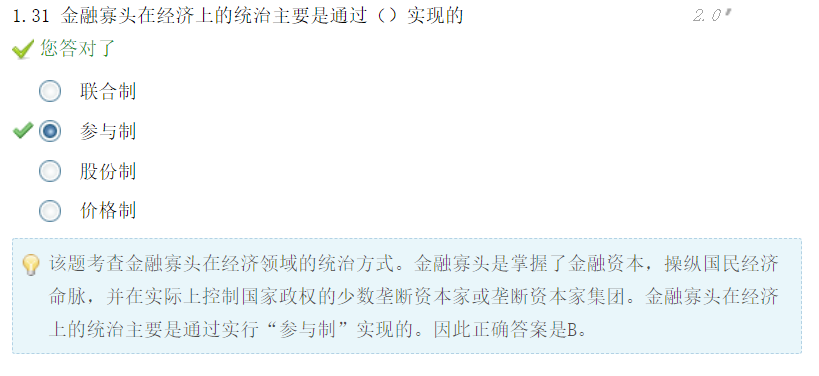 1.31 金融寡头在经济上的统治主要是通过（）实现的 2.0
您答对了
联合制
参与制
股份制
价格制
该题考查金融寡头在经济领域的统治方式。金融寡头是掌握了金融资本，操纵国民经济
命脉，并在实际上控制国家政权的少数垄断资本家或垄断资本家集团。金融寡头在经济
上的统治主要是通过实行“参与制”实现的。因此正确答案是B。